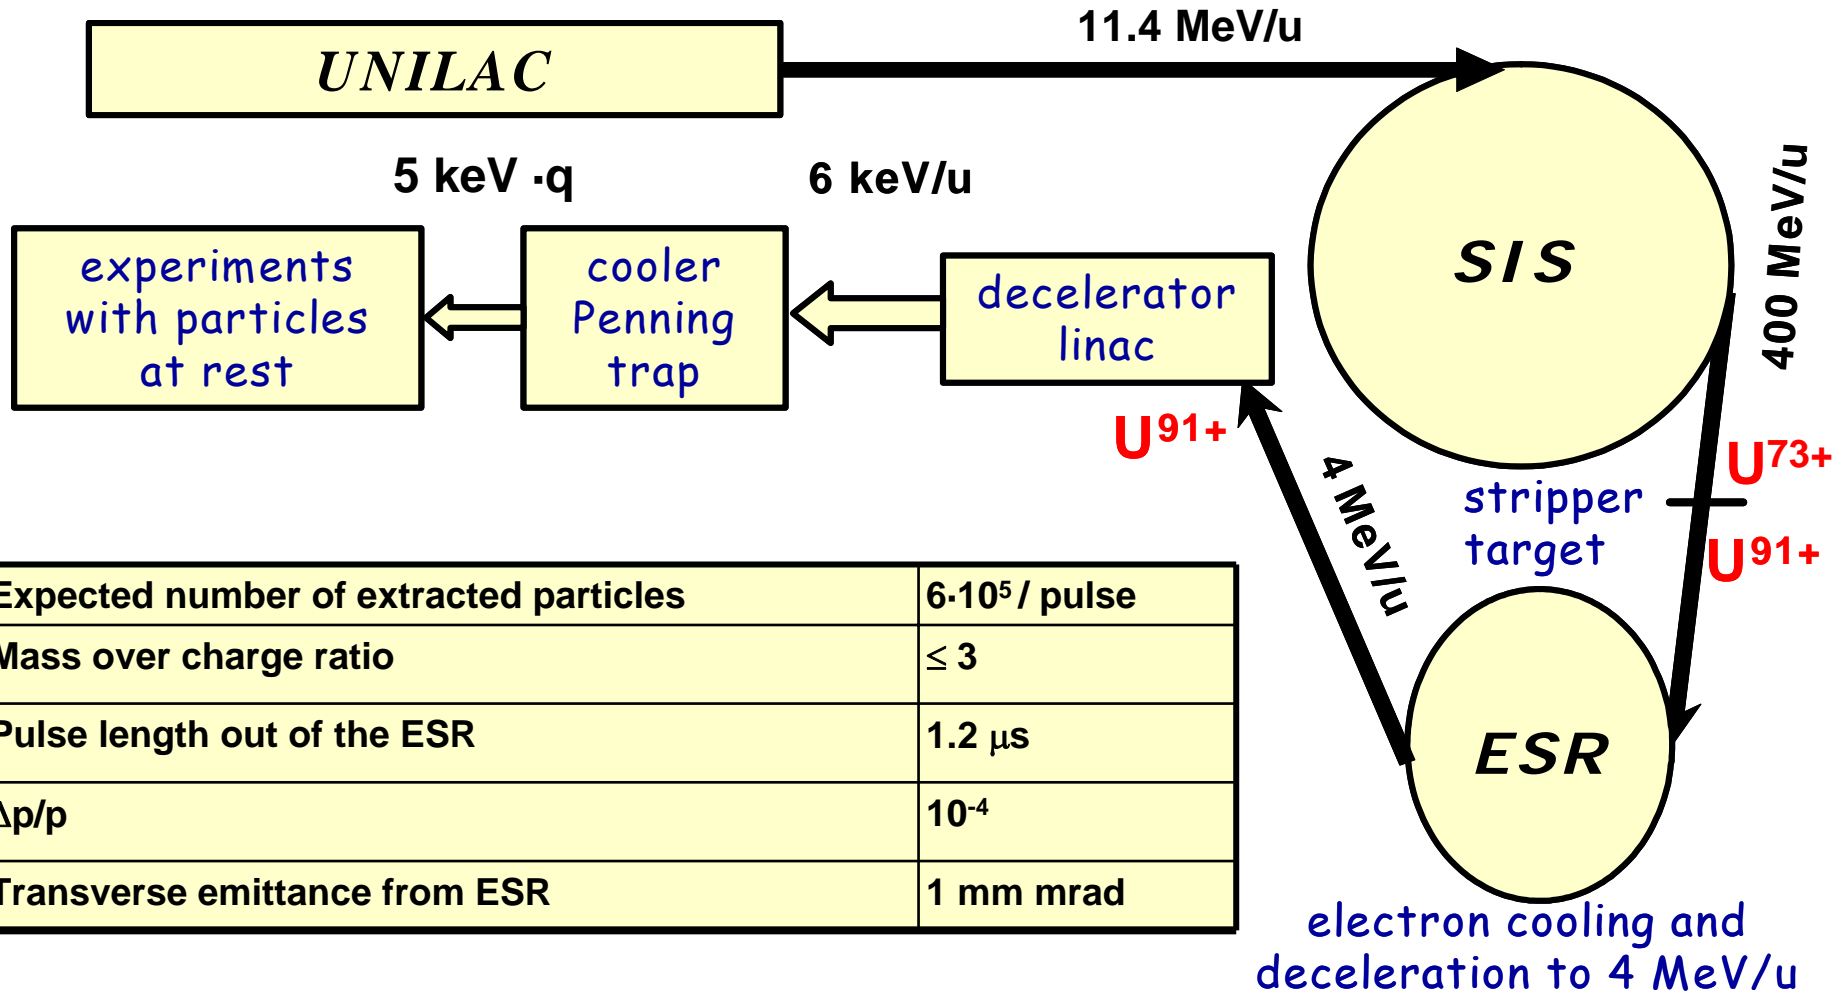 11.4 MeV/u
UNILAC
5 keV ·q
6 keV/u
400 MeV/u
SIS
experiments
with particles
at rest
cooler
Penning
trap
decelerator
linac
U91+
4 MeV/u
U73+
stripper
target
U91+
Expected number of extracted particles 6·10⁵ / pulse
Mass over charge ratio ≤ 3
Pulse length out of the ESR 1.2 μs
Δp/p 10⁻⁴
Transverse emittance from ESR 1 mm mrad
ESR
electron cooling and
deceleration to 4 MeV/u